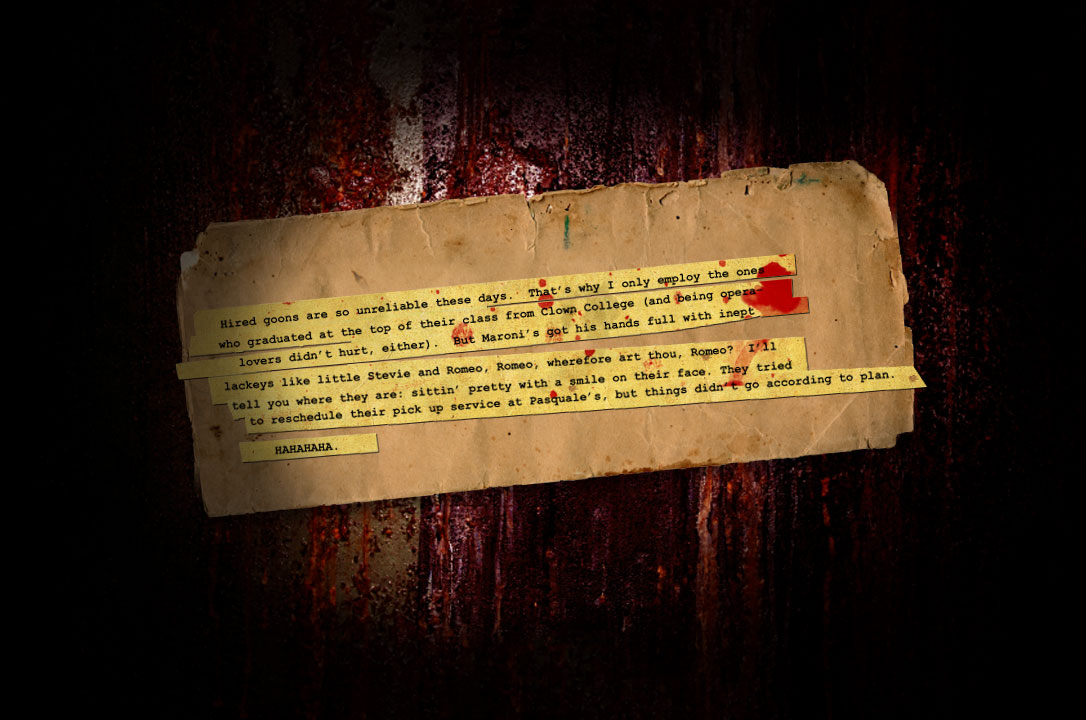 Hired goons are so unreliable these days.  That's why I only employ the ones
who graduated at the top of their class from Clown College (and being opera-
lovers didn't hurt, either).  But Maroni's got his hands full with inept
lackeys like little Stevie and Romeo, Romeo, wherefore art thou, Romeo?  I'll
tell you where they are: sittin' pretty with a smile on their face. They tried
to reschedule their pick up service at Pasquale's, but things didn't go according to plan.
HAHAHAHA.